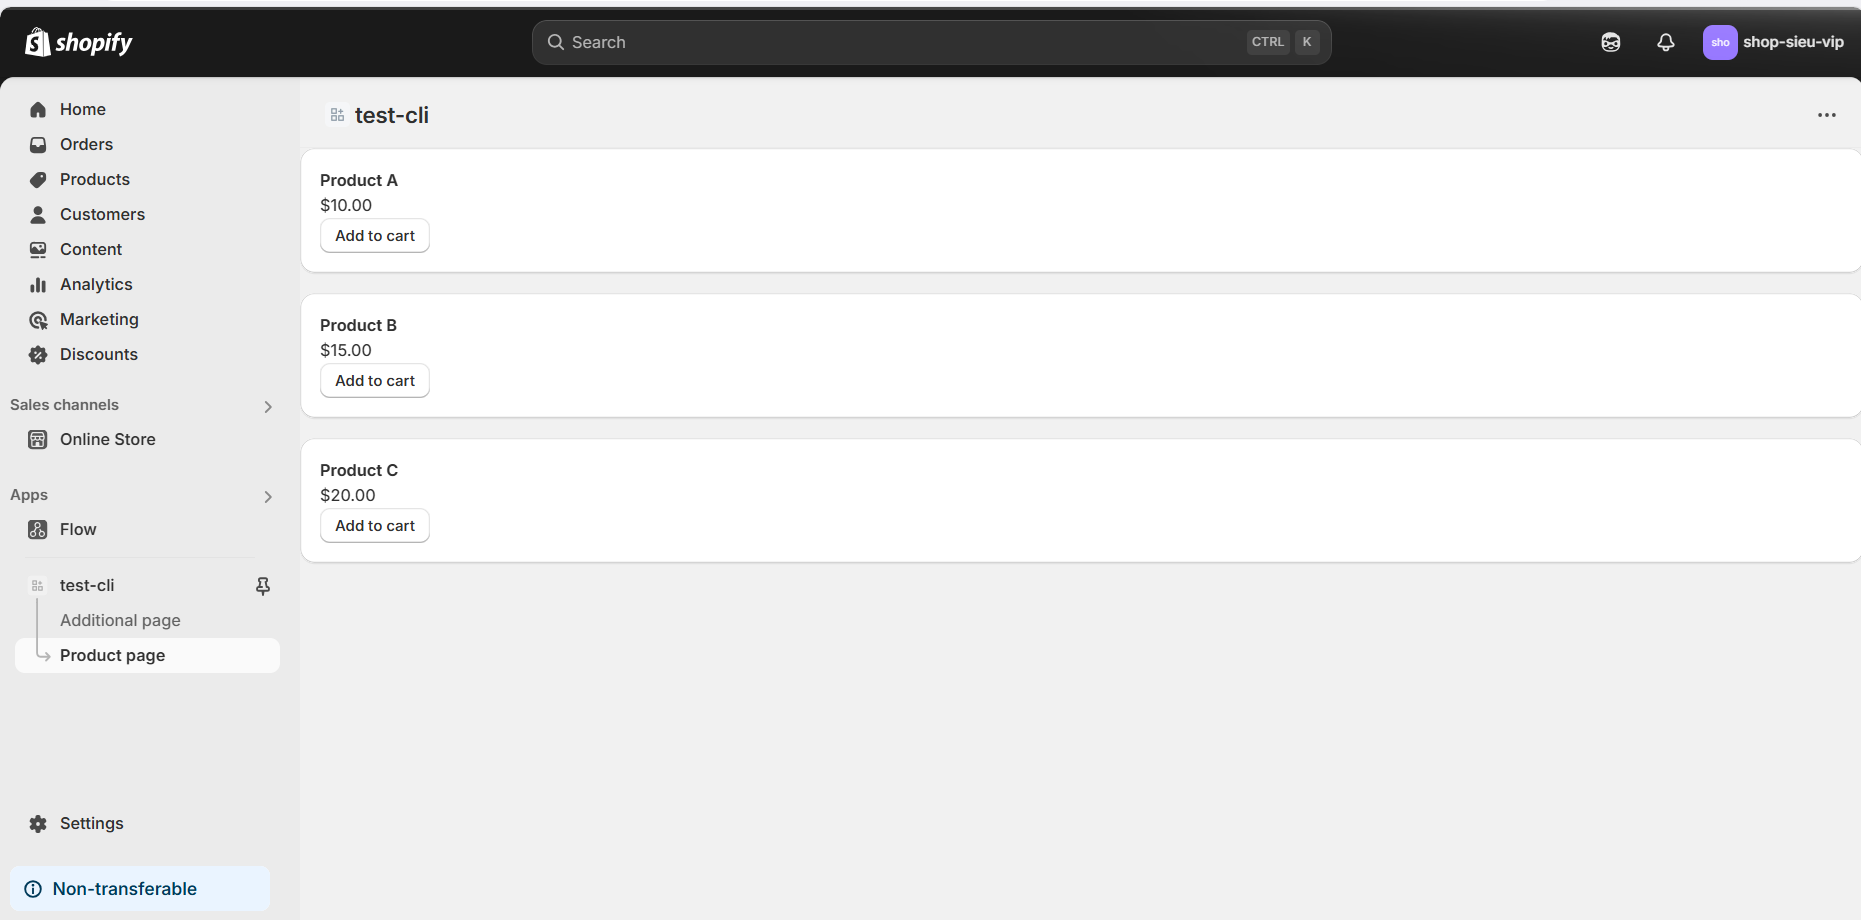 shopify
Search
CTRL K
sho
shop-sieu-vip
Home
Orders
Products
Customers
Content
Analytics
Marketing
Discounts
Sales channels
Online Store
Apps
Flow
test-cli
Additional page
Product page
Settings
Non-transferable
test-cli
Product A
$10.00
Add to cart
Product B
$15.00
Add to cart
Product C
$20.00
Add to cart